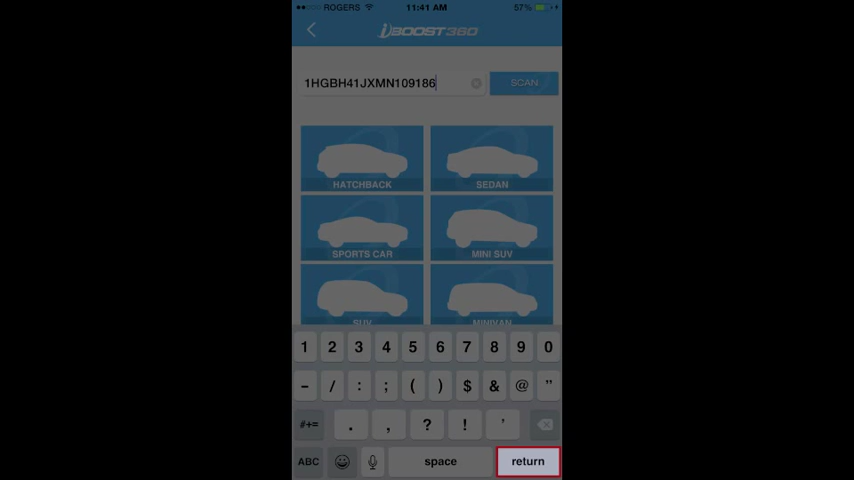 ROGERS 11:41 AM 57%
iBOOST360
1HGBH41JXMN109186 SCAN
HATCHBACK SEDAN
SPORTS CAR MINI SUV
SUV MINIVAN
1 2 3 4 5 6 7 8 9 0
- / : ; ( ) $ & @ "
#+= . , ? ! '
ABC space return